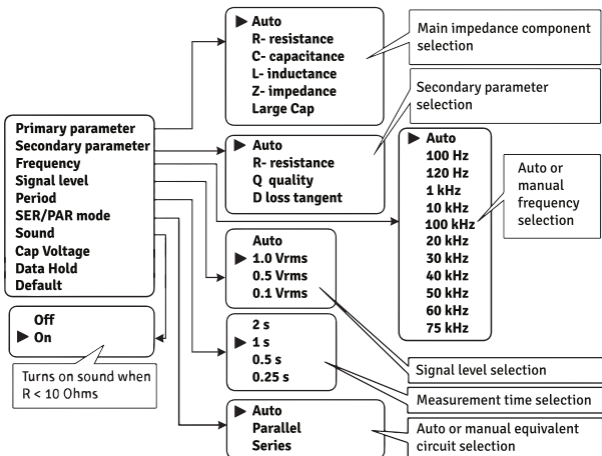 Auto
R- resistance
C- capacitance
L- inductance
Z- impedance
Large Cap
Main impedance component
selection
Secondary parameter
selection
Primary parameter
Secondary parameter
Frequency
Signal level
Period
SER/PAR mode
Sound
Cap Voltage
Data Hold
Default
Auto
R- resistance
Q quality
D loss tangent
Auto
100 Hz
120 Hz
1 kHz
10 kHz
100 kHz
20 kHz
30 kHz
40 kHz
50 kHz
60 kHz
75 kHz
Auto or
manual
frequency
selection
Auto
1.0 Vrms
0.5 Vrms
0.1 Vrms
Off
On
Turns on sound when
R < 10 Ohms
2 s
1 s
0.5 s
0.25 s
Signal level selection
Measurement time selection
Auto
Parallel
Series
Auto or manual equivalent
circuit selection